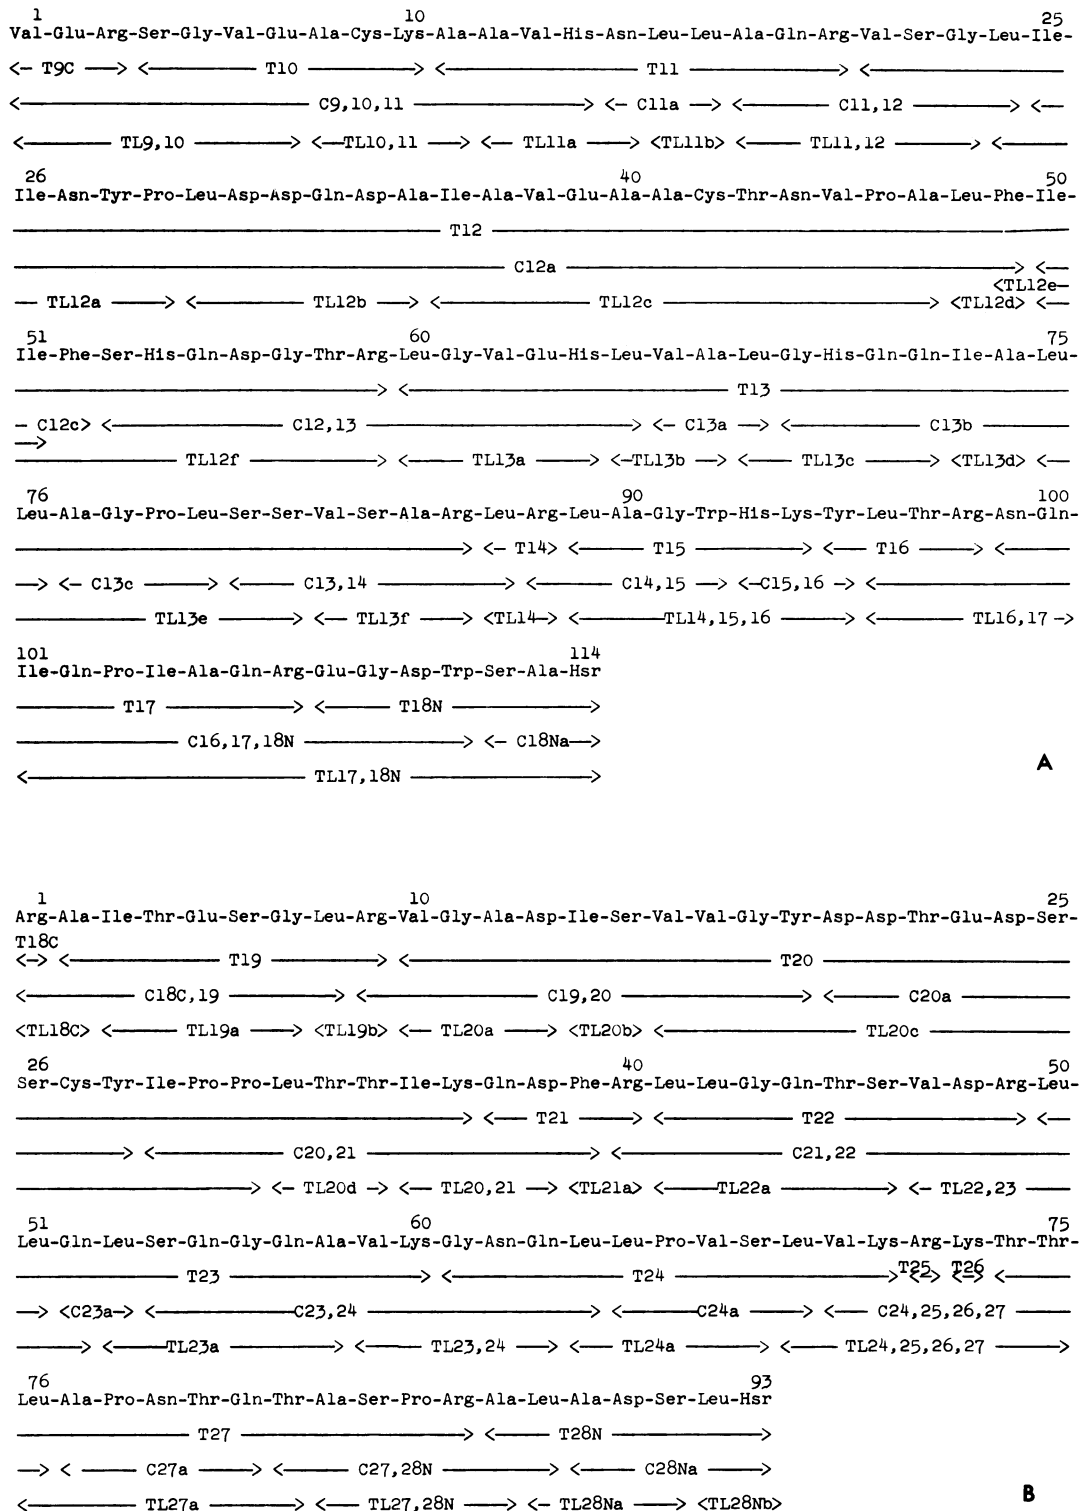 1 10 25
Val-Glu-Arg-Ser-Gly-Val-Glu-Ala-Cys-Lys-Ala-Ala-Val-His-Asn-Leu-Leu-Ala-Gln-Arg-Val-Ser-Gly-Leu-Ile-
<- T9C —> <— T10 —> <— T11 —> <—
<— C9,10,11 —> <- C11a —> <— C11,12 —> <—
<— TL9,10 —> <—TL10,11 —> <— TL11a —> <TL11b> <— TL11,12 —> <—
26 40 50
Ile-Asn-Tyr-Pro-Leu-Asp-Asp-Gln-Asp-Ala-Ile-Ala-Val-Glu-Ala-Ala-Cys-Thr-Asn-Val-Pro-Ala-Leu-Phe-Ile-
— T12 —
— C12a —> <—
<TL12e—
— TL12a —> <— TL12b —> <— TL12c —> <TL12d> <—
51 60 75
Ile-Phe-Ser-His-Gln-Asp-Gly-Thr-Arg-Leu-Gly-Val-Glu-His-Leu-Val-Ala-Leu-Gly-His-Gln-Gln-Ile-Ala-Leu-
—> <— T13 —
- C12c> <— C12,13 —> <- C13a —> <— C13b —
—>
— TL12f —> <— TL13a —> <—TL13b —> <— TL13c —> <TL13d> <—
76 90 100
Leu-Ala-Gly-Pro-Leu-Ser-Ser-Val-Ser-Ala-Arg-Leu-Arg-Leu-Ala-Gly-Trp-His-Lys-Tyr-Leu-Thr-Arg-Asn-Gln-
—> <— T14> <— T15 —> <— T16 —> <—
—> <— C13c —> <— C13,14 —> <— C14,15 —> <—C15,16 —> <—
— TL13e —> <— TL13f —> <TL14—> <—TL14,15,16 —> <— TL16,17 —>
101 114
Ile-Gln-Pro-Ile-Ala-Gln-Arg-Glu-Gly-Asp-Trp-Ser-Ala-Hsr
— T17 —> <— T18N —>
— C16,17,18N —> <— C18Na—>
<— TL17,18N —>
A
1 10 25
Arg-Ala-Ile-Thr-Glu-Ser-Gly-Leu-Arg-Val-Gly-Ala-Asp-Ile-Ser-Val-Val-Gly-Tyr-Asp-Asp-Thr-Glu-Asp-Ser-
T18C
<-> <— T19 —> <— T20 —
<— C18C,19 —> <— C19,20 —> <— C20a —
<TL18C> <— TL19a —> <TL19b> <— TL20a —> <TL20b> <— TL20c —
26 40 50
Ser-Cys-Tyr-Ile-Pro-Pro-Leu-Thr-Thr-Ile-Lys-Gln-Asp-Phe-Arg-Leu-Leu-Gly-Gln-Thr-Ser-Val-Asp-Arg-Leu-
—> <— T21 —> <— T22 —> <—
—> <— C20,21 —> <— C21,22 —
—> <— TL20d —> <— TL20,21 —> <TL21a> <—TL22a —> <— TL22,23 —
51 60 75
Leu-Gln-Leu-Ser-Gln-Gly-Gln-Ala-Val-Lys-Gly-Asn-Gln-Leu-Leu-Pro-Val-Ser-Leu-Val-Lys-Arg-Lys-Thr-Thr-
— T23 —> <— T24 —> T25<-> T26<-> <—
—> <C23a—> <—C23,24 —> <—C24a —> <— C24,25,26,27 —
—> <—TL23a —> <— TL23,24 —> <— TL24a —> <— TL24,25,26,27 —>
76 93
Leu-Ala-Pro-Asn-Thr-Gln-Thr-Ala-Ser-Pro-Arg-Ala-Leu-Ala-Asp-Ser-Leu-Hsr
— T27 —> <— T28N —>
—> < — C27a —> <— C27,28N —> <— C28Na —>
<— TL27a —> <— TL27,28N —> <— TL28Na —> <TL28Nb>
B